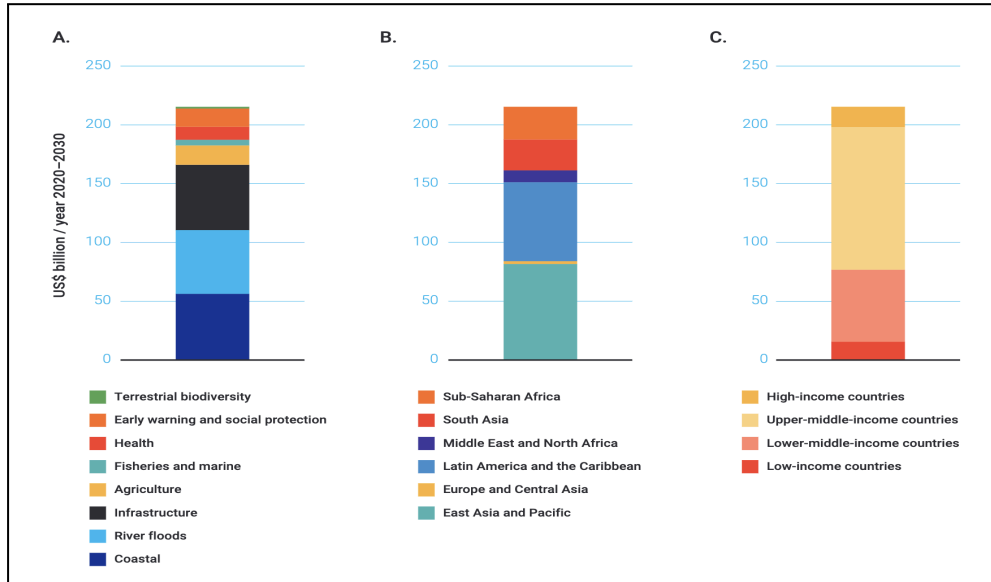 A.
B.
C.
US$ billion / year 2020–2030
250
200
150
100
50
0
250
200
150
100
50
0
250
200
150
100
50
0
Terrestrial biodiversity
Early warning and social protection
Health
Fisheries and marine
Agriculture
Infrastructure
River floods
Coastal
Sub-Saharan Africa
South Asia
Middle East and North Africa
Latin America and the Caribbean
Europe and Central Asia
East Asia and Pacific
High-income countries
Upper-middle-income countries
Lower-middle-income countries
Low-income countries